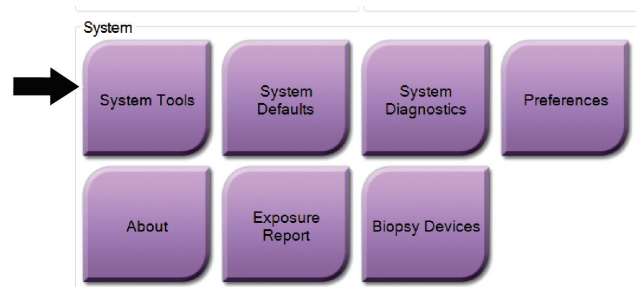 System
System Tools
System
Defaults
System
Diagnostics
Preferences
About
Exposure
Report
Biopsy Devices